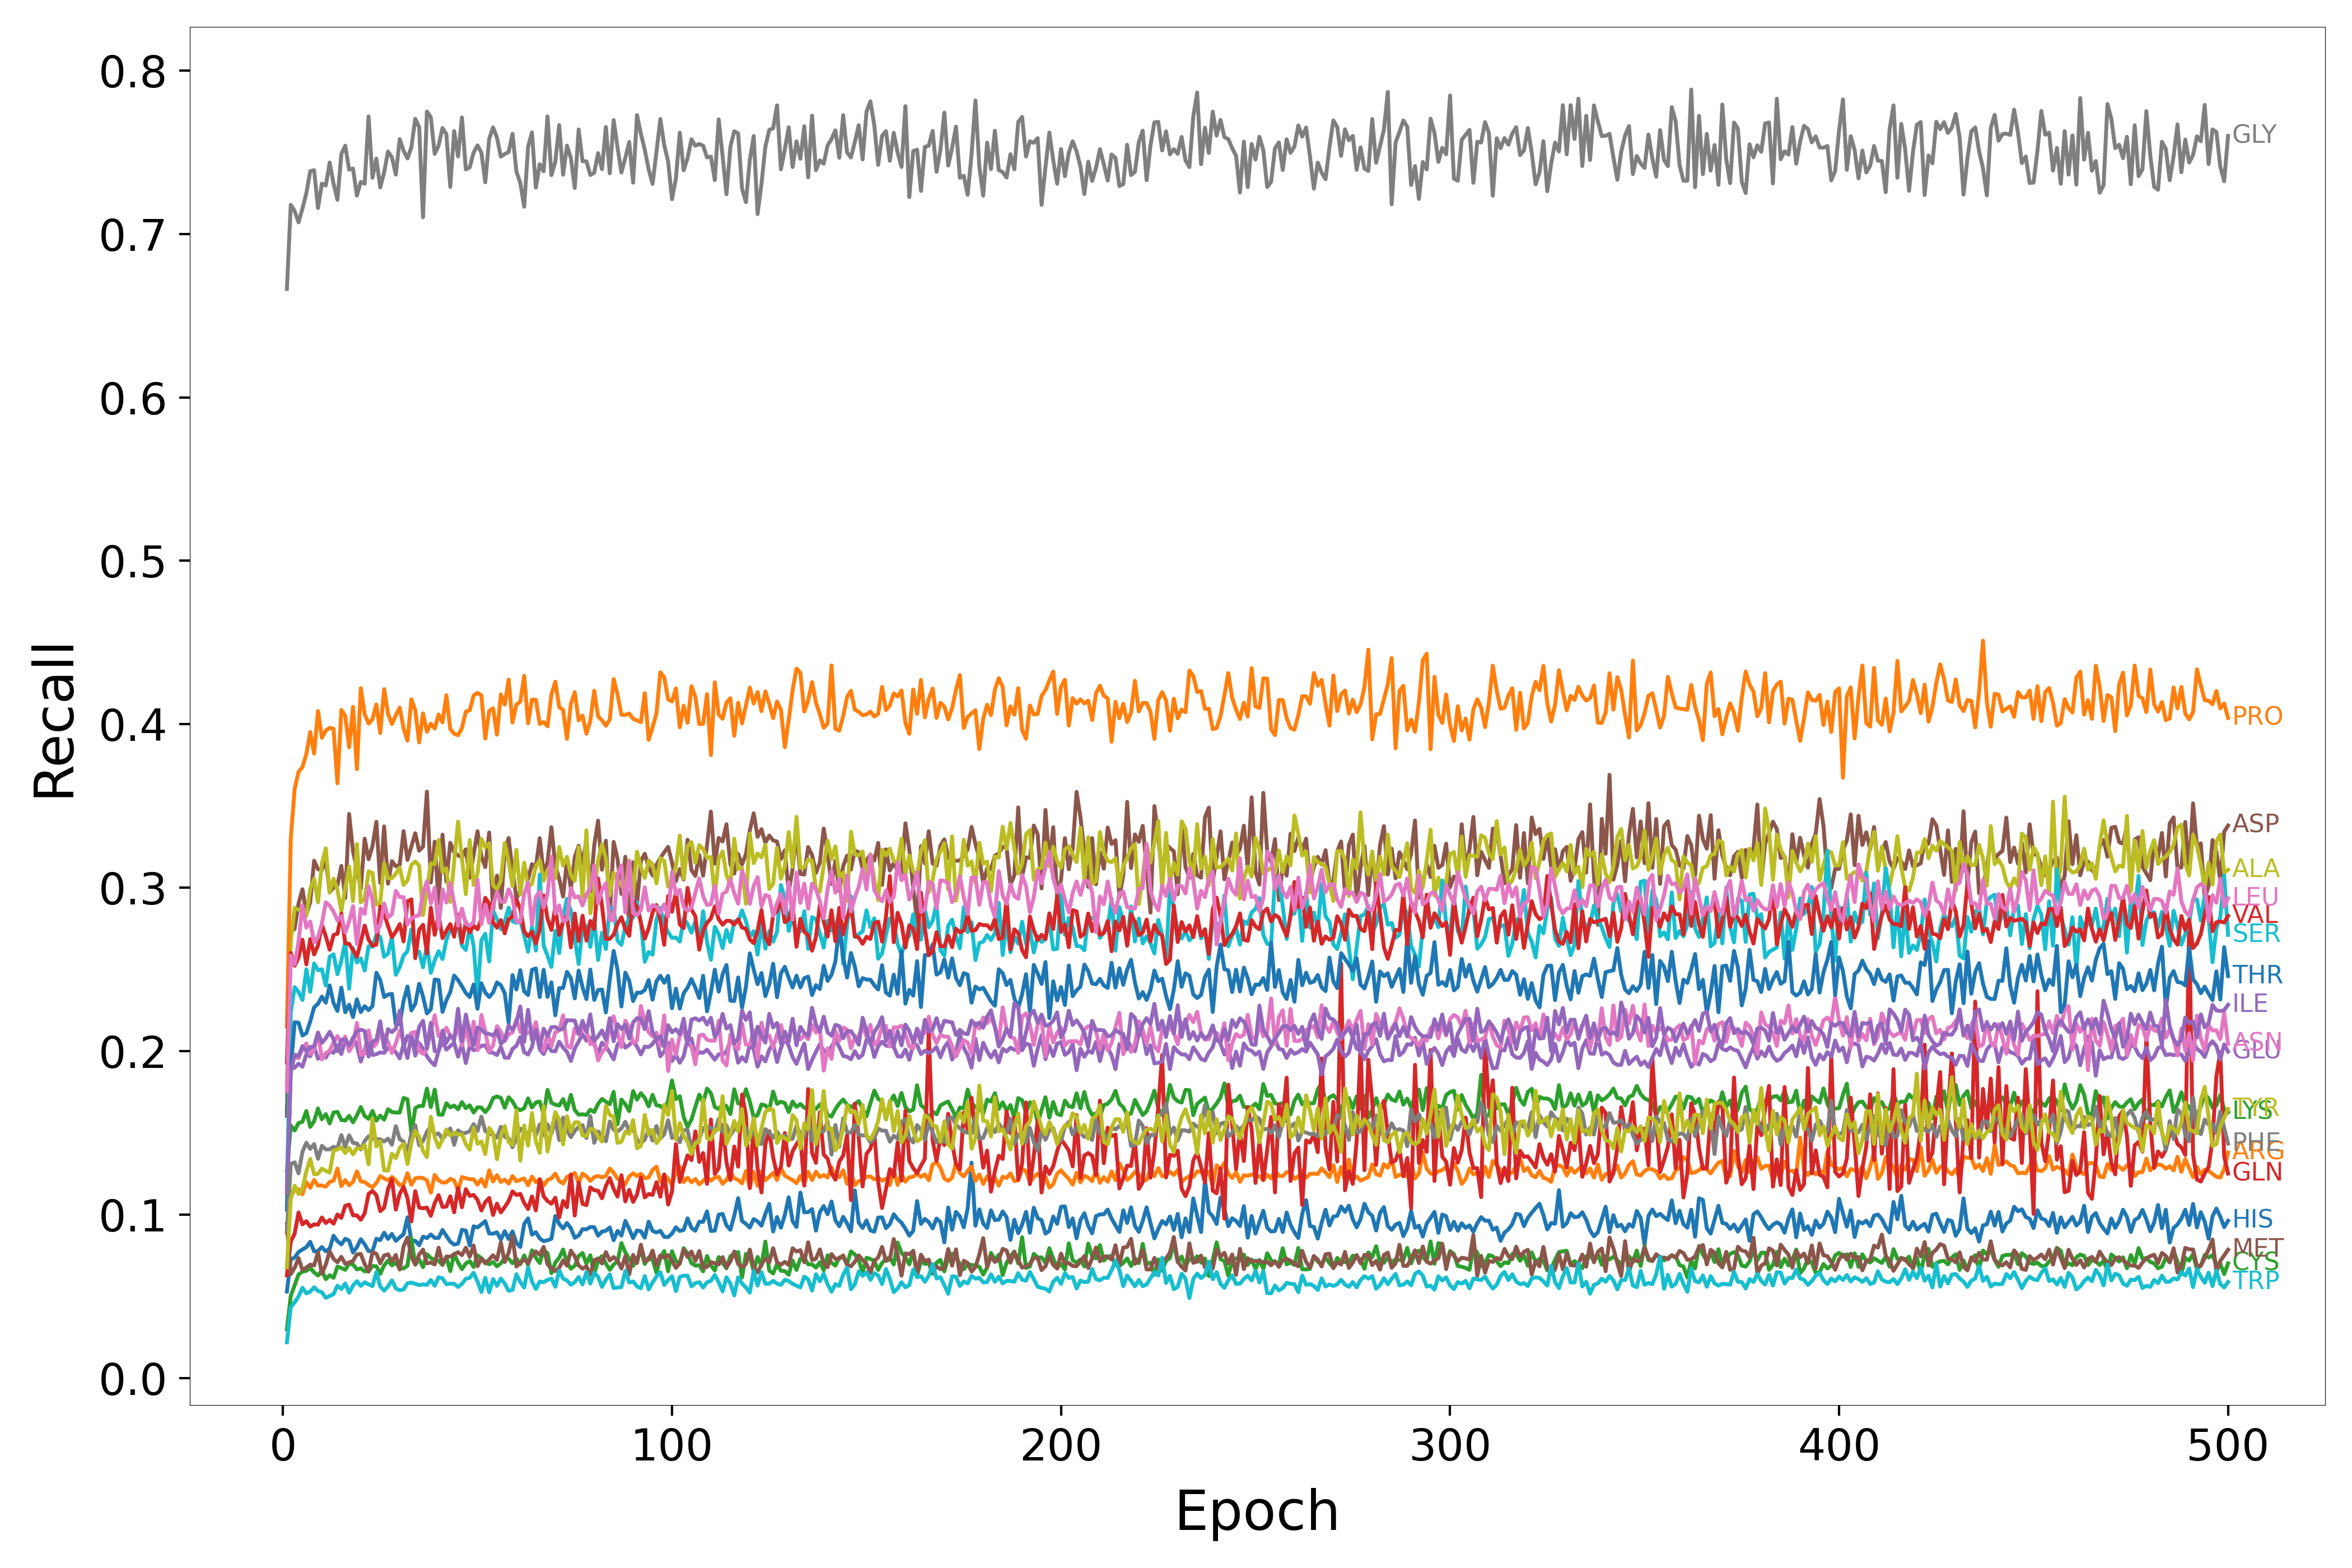 0.8
0.7
0.6
0.5
0.4
0.3
0.2
0.1
0.0
Recall
0
100
200
300
400
500
Epoch
GLY
PRO
ASP
ALA
LEU
VAL
SER
THR
ILE
ASN
GLU
TYR
LYS
PHE
ARG
GLN
HIS
MET
CYS
TRP